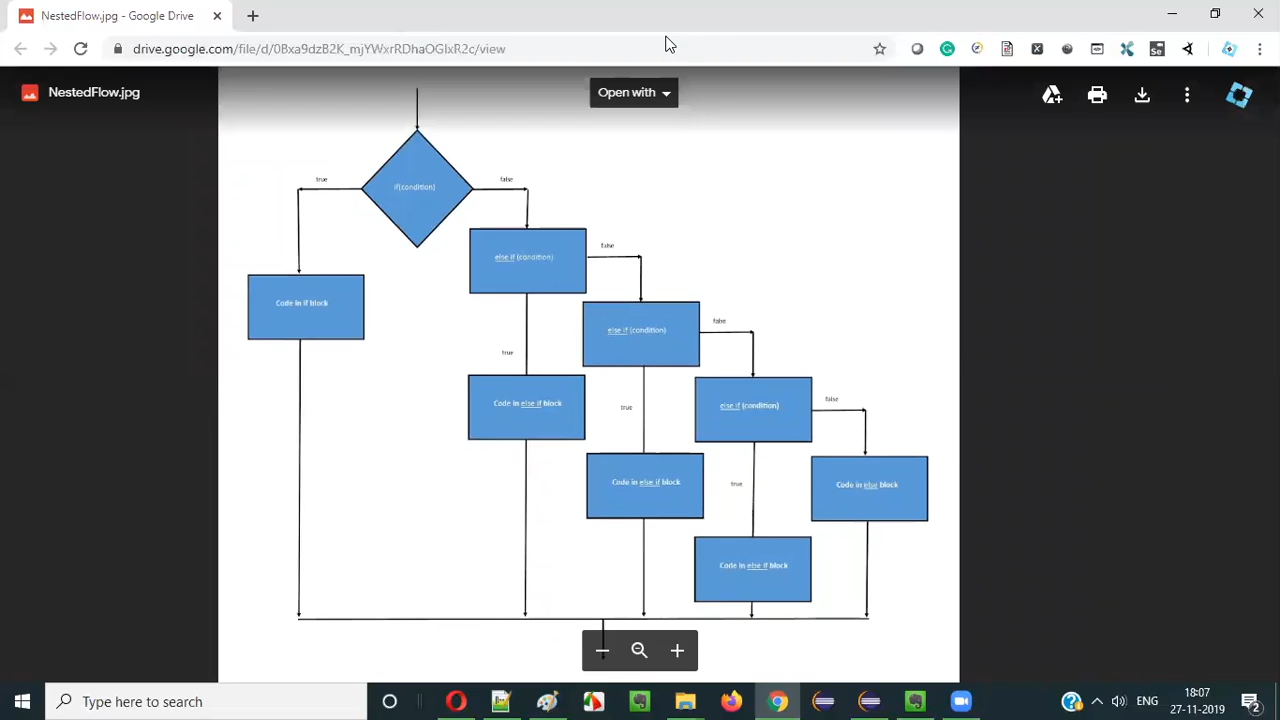 NestedFlow.jpg - Google Drive
drive.google.com/file/d/0Bxa9dzB2K_mjYWxrRDhaOGlxR2c/view
NestedFlow.jpg
Open with
true
if(condition)
false
else if (condition)
false
Code in if block
else if (condition)
false
true
Code in else if block
else if (condition)
false
true
Code in else if block
true
Code in else block
Code in else if block
Type here to search
ENG
18:07
27-11-2019
2
Se